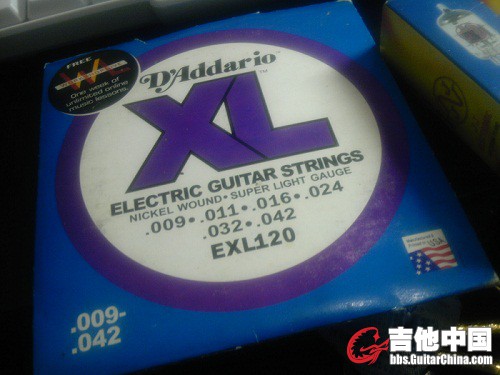 FREE
One week of
unlimited online
music lessons.
D'Addario
XL
ELECTRIC GUITAR STRINGS
NICKEL WOUND • SUPER LIGHT GAUGE
.009 • .011 • .016 • .024
.032 • .042
EXL120
USA
.009-
.042
吉他中国
bbs.GuitarChina.com